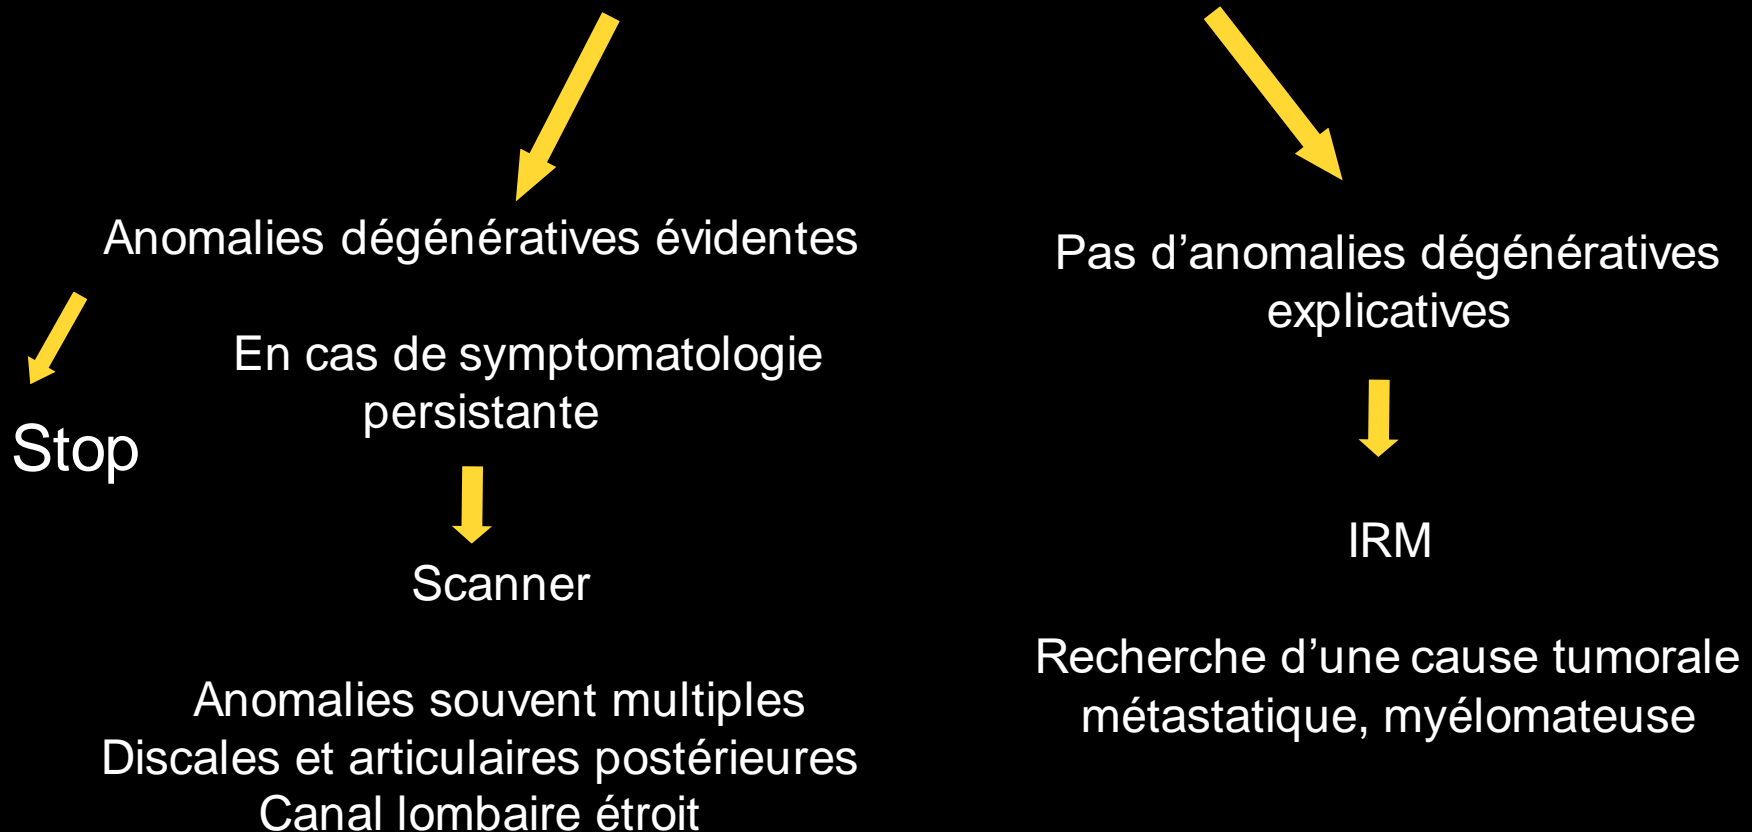 Anomalies dégénératives évidentes
En cas de symptomatologie
persistante
Stop
Scanner
Anomalies souvent multiples
Discales et articulaires postérieures
Canal lombaire étroit
Pas d’anomalies dégénératives
explicatives
IRM
Recherche d’une cause tumorale
métastatique, myélomateuse